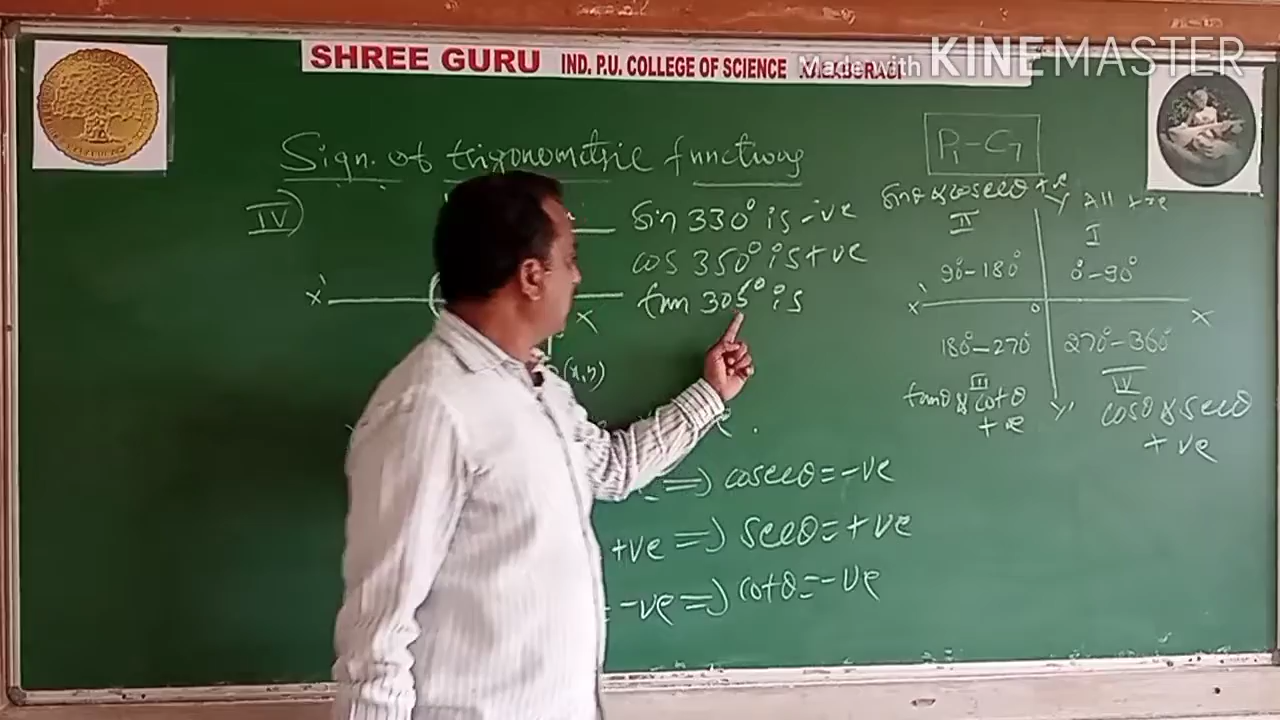 SHREE GURU IND. P.U. COLLEGE OF SCIENCE
Made with KINEMASTER
Sign. of trigonometric functions
P₁-C₇
IV)
sin 330° is -ve
cos 350° is +ve
tan 305° is
X'
X
(x,y)
=) cosecθ = -ve
+ve =) secθ = +ve
= -ve =) cotθ = -ve
sinθ & cosecθ +ve
Y
All +ve
II
I
90°-180°
0°-90°
X'
0
X
180°-270°
270°-360°
III
IV
tanθ & cotθ
+ve
Y'
cosθ & secθ
+ve